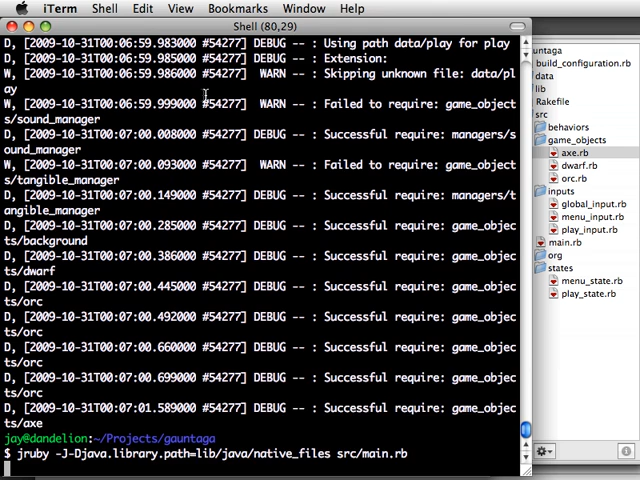 iTerm Shell Edit View Bookmarks Window Help
Shell (80,29)
D, [2009-10-31T00:06:59.983000 #54277] DEBUG -- : Using path data/play for play
D, [2009-10-31T00:06:59.985000 #54277] DEBUG -- : Extension:
W, [2009-10-31T00:06:59.986000 #54277] WARN -- : Skipping unknown file: data/pl
ay
W, [2009-10-31T00:06:59.999000 #54277] WARN -- : Failed to require: game_object
s/sound_manager
D, [2009-10-31T00:07:00.008000 #54277] DEBUG -- : Successful require: managers/s
ound_manager
W, [2009-10-31T00:07:00.093000 #54277] WARN -- : Failed to require: game_object
s/tangible_manager
D, [2009-10-31T00:07:00.149000 #54277] DEBUG -- : Successful require: managers/t
angible_manager
D, [2009-10-31T00:07:00.285000 #54277] DEBUG -- : Successful require: game_objec
ts/background
D, [2009-10-31T00:07:00.386000 #54277] DEBUG -- : Successful require: game_objec
ts/dwarf
D, [2009-10-31T00:07:00.445000 #54277] DEBUG -- : Successful require: game_objec
ts/orc
D, [2009-10-31T00:07:00.492000 #54277] DEBUG -- : Successful require: game_objec
ts/orc
D, [2009-10-31T00:07:00.660000 #54277] DEBUG -- : Successful require: game_objec
ts/orc
D, [2009-10-31T00:07:00.699000 #54277] DEBUG -- : Successful require: game_objec
ts/orc
D, [2009-10-31T00:07:01.589000 #54277] DEBUG -- : Successful require: game_objec
ts/axe
jay@dandelion:~/Projects/gauntaga
$ jruby -J-Djava.library.path=lib/java/native_files src/main.rb
untaga
build_configuration.rb
data
lib
Rakefile
src
behaviors
game_objects
axe.rb
dwarf.rb
orc.rb
inputs
global_input.rb
menu_input.rb
play_input.rb
main.rb
org
states
menu_state.rb
play_state.rb